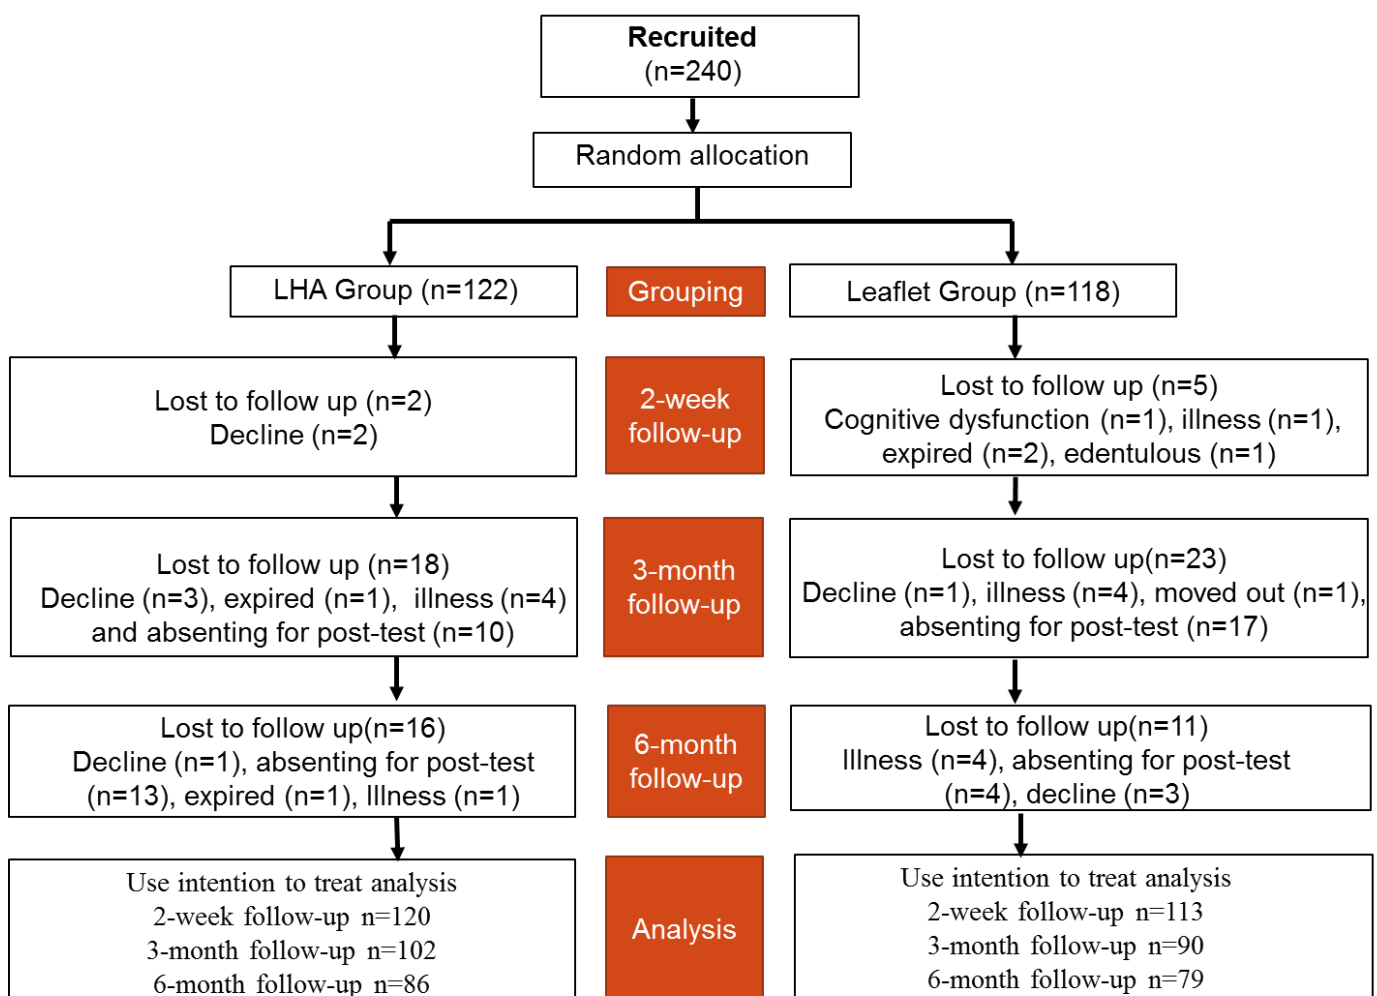 Recruited
(n=240)
Random allocation
LHA Group (n=122)
Grouping
Leaflet Group (n=118)
Lost to follow up (n=2)
Decline (n=2)
2-week
follow-up
Lost to follow up (n=5)
Cognitive dysfunction (n=1), illness (n=1),
expired (n=2), edentulous (n=1)
Lost to follow up (n=18)
Decline (n=3), expired (n=1), illness (n=4)
and absenting for post-test (n=10)
3-month
follow-up
Lost to follow up(n=23)
Decline (n=1), illness (n=4), moved out (n=1),
absenting for post-test (n=17)
Lost to follow up(n=16)
Decline (n=1), absenting for post-test
(n=13), expired (n=1), Illness (n=1)
6-month
follow-up
Lost to follow up(n=11)
Illness (n=4), absenting for post-test
(n=4), decline (n=3)
Use intention to treat analysis
2-week follow-up n=120
3-month follow-up n=102
6-month follow-up n=86
Analysis
Use intention to treat analysis
2-week follow-up n=113
3-month follow-up n=90
6-month follow-up n=79